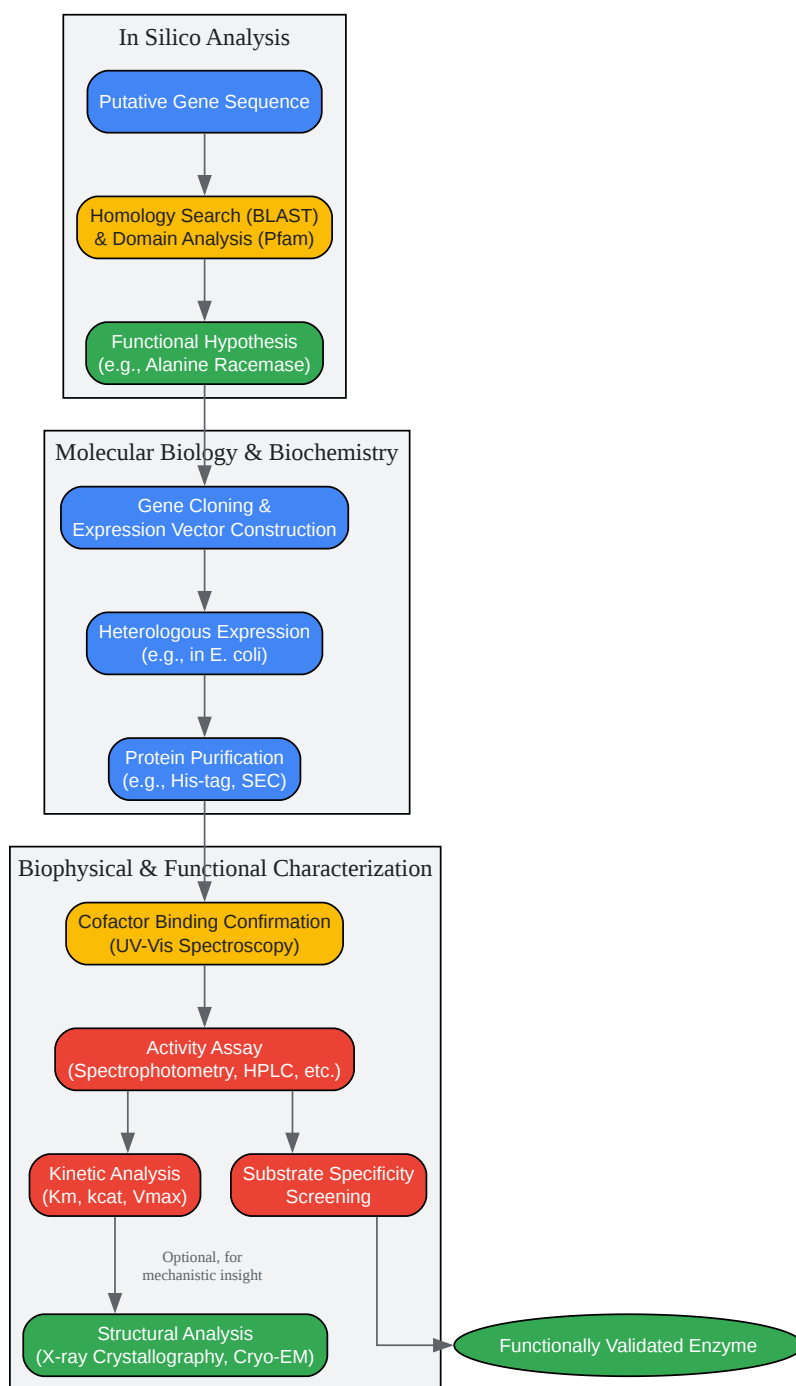 In Silico Analysis
Putative Gene Sequence
Homology Search (BLAST)
& Domain Analysis (Pfam)
Functional Hypothesis
(e.g., Alanine Racemase)
Molecular Biology & Biochemistry
Gene Cloning &
Expression Vector Construction
Heterologous Expression
(e.g., in E. coli)
Protein Purification
(e.g., His-tag, SEC)
Biophysical & Functional Characterization
Cofactor Binding Confirmation
(UV-Vis Spectroscopy)
Activity Assay
(Spectrophotometry, HPLC, etc.)
Kinetic Analysis
(Km, kcat, Vmax)
Substrate Specificity
Screening
Optional, for
mechanistic insight
Structural Analysis
(X-ray Crystallography, Cryo-EM)
Functionally Validated Enzyme